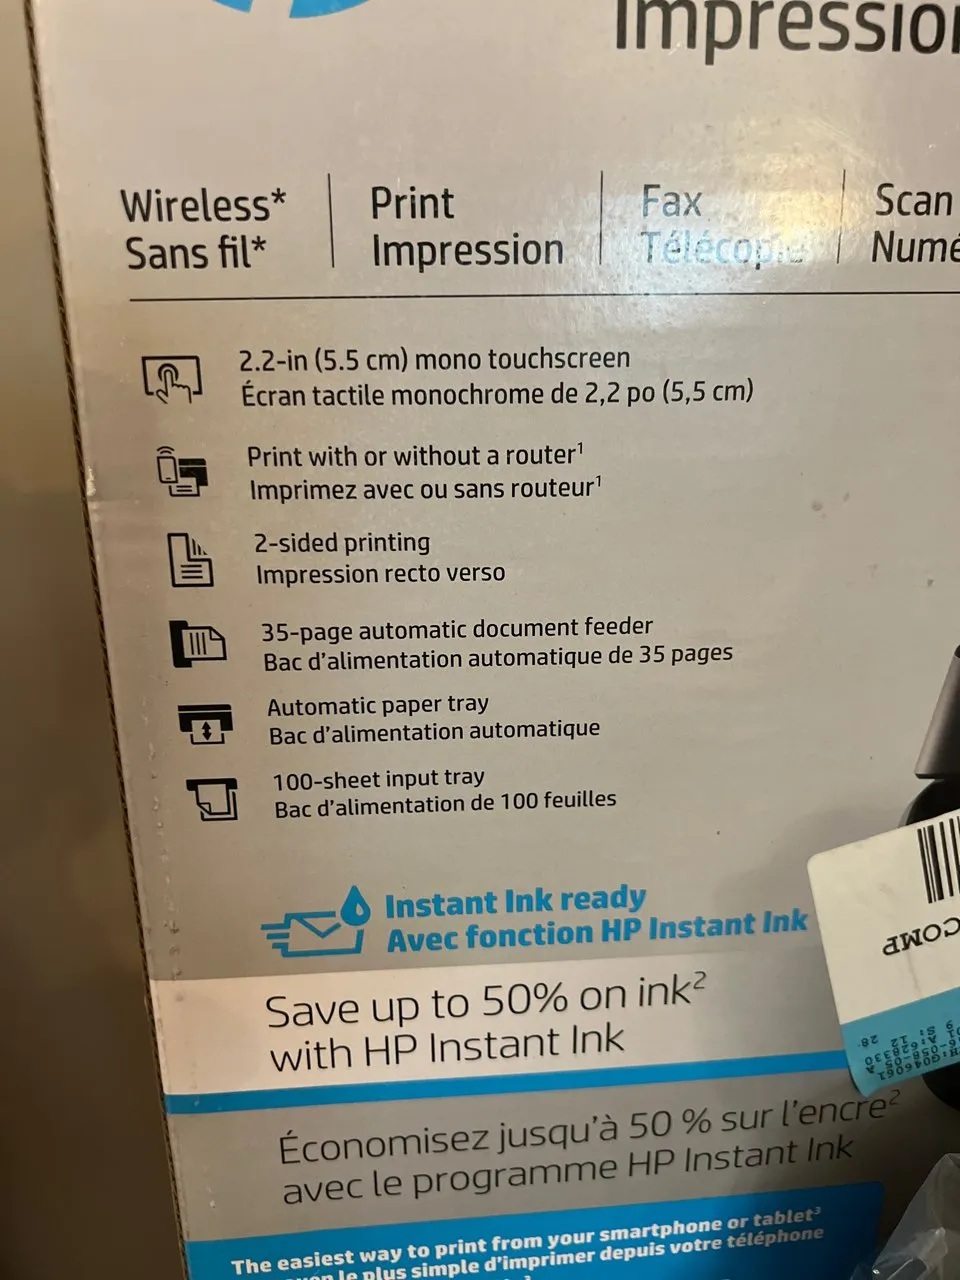 Impression
Wireless*
Sans fil*
Print
Impression
Fax
Télécopie
Scan
Numé
2.2-in (5.5 cm) mono touchscreen
Écran tactile monochrome de 2,2 po (5,5 cm)
Print with or without a router¹
Imprimez avec ou sans routeur¹
2-sided printing
Impression recto verso
35-page automatic document feeder
Bac d'alimentation automatique de 35 pages
Automatic paper tray
Bac d'alimentation automatique
100-sheet input tray
Bac d'alimentation de 100 feuilles
Instant Ink ready
Avec fonction HP Instant Ink
COMP
Save up to 50% on ink²
with HP Instant Ink
Économisez jusqu'à 50 % sur l'encre²
avec le programme HP Instant Ink
The easiest way to print from your smartphone or tablet³
le plus simple d'imprimer depuis votre téléphone